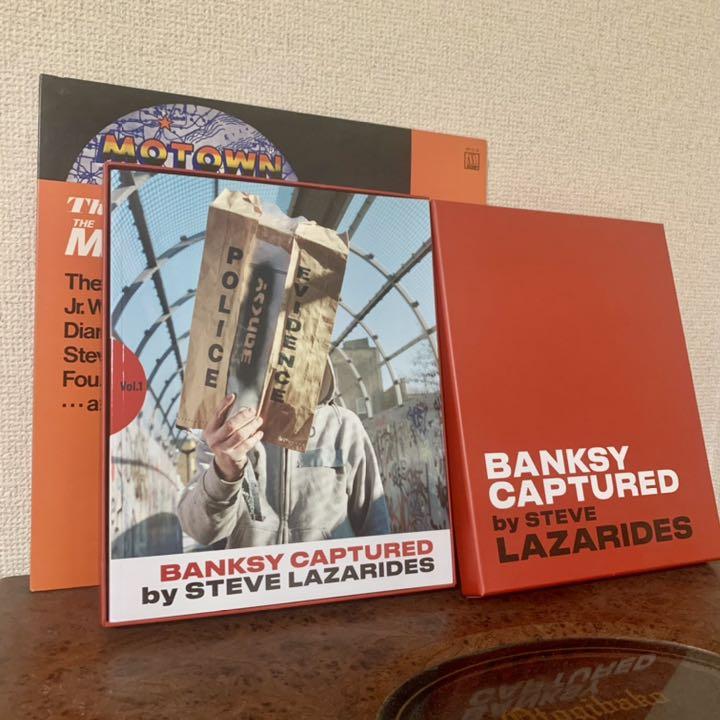 MOTOWN
THE
The
Jr. W
Dian
Stev
Fou
...a
Vol.1
POLICE
EVIDENCE
BANKSY CAPTURED
by STEVE LAZARIDES
BANKSY
CAPTURED
by STEVE
LAZARIDES